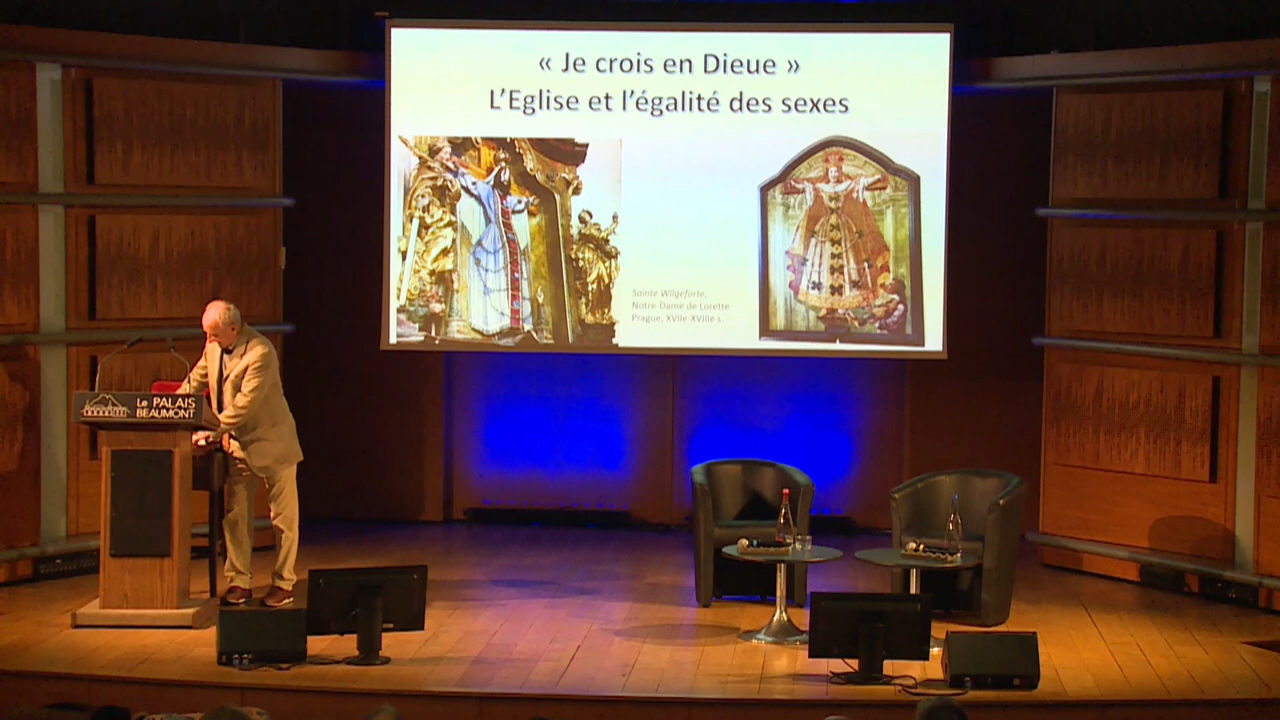 « Je crois en Dieue »
L’Eglise et l’égalité des sexes
Sainte Wilgeforte,
Notre-Dame de Lorette
Prague, XVIIe-XVIIIe s.
Le PALAIS
BEAUMONT